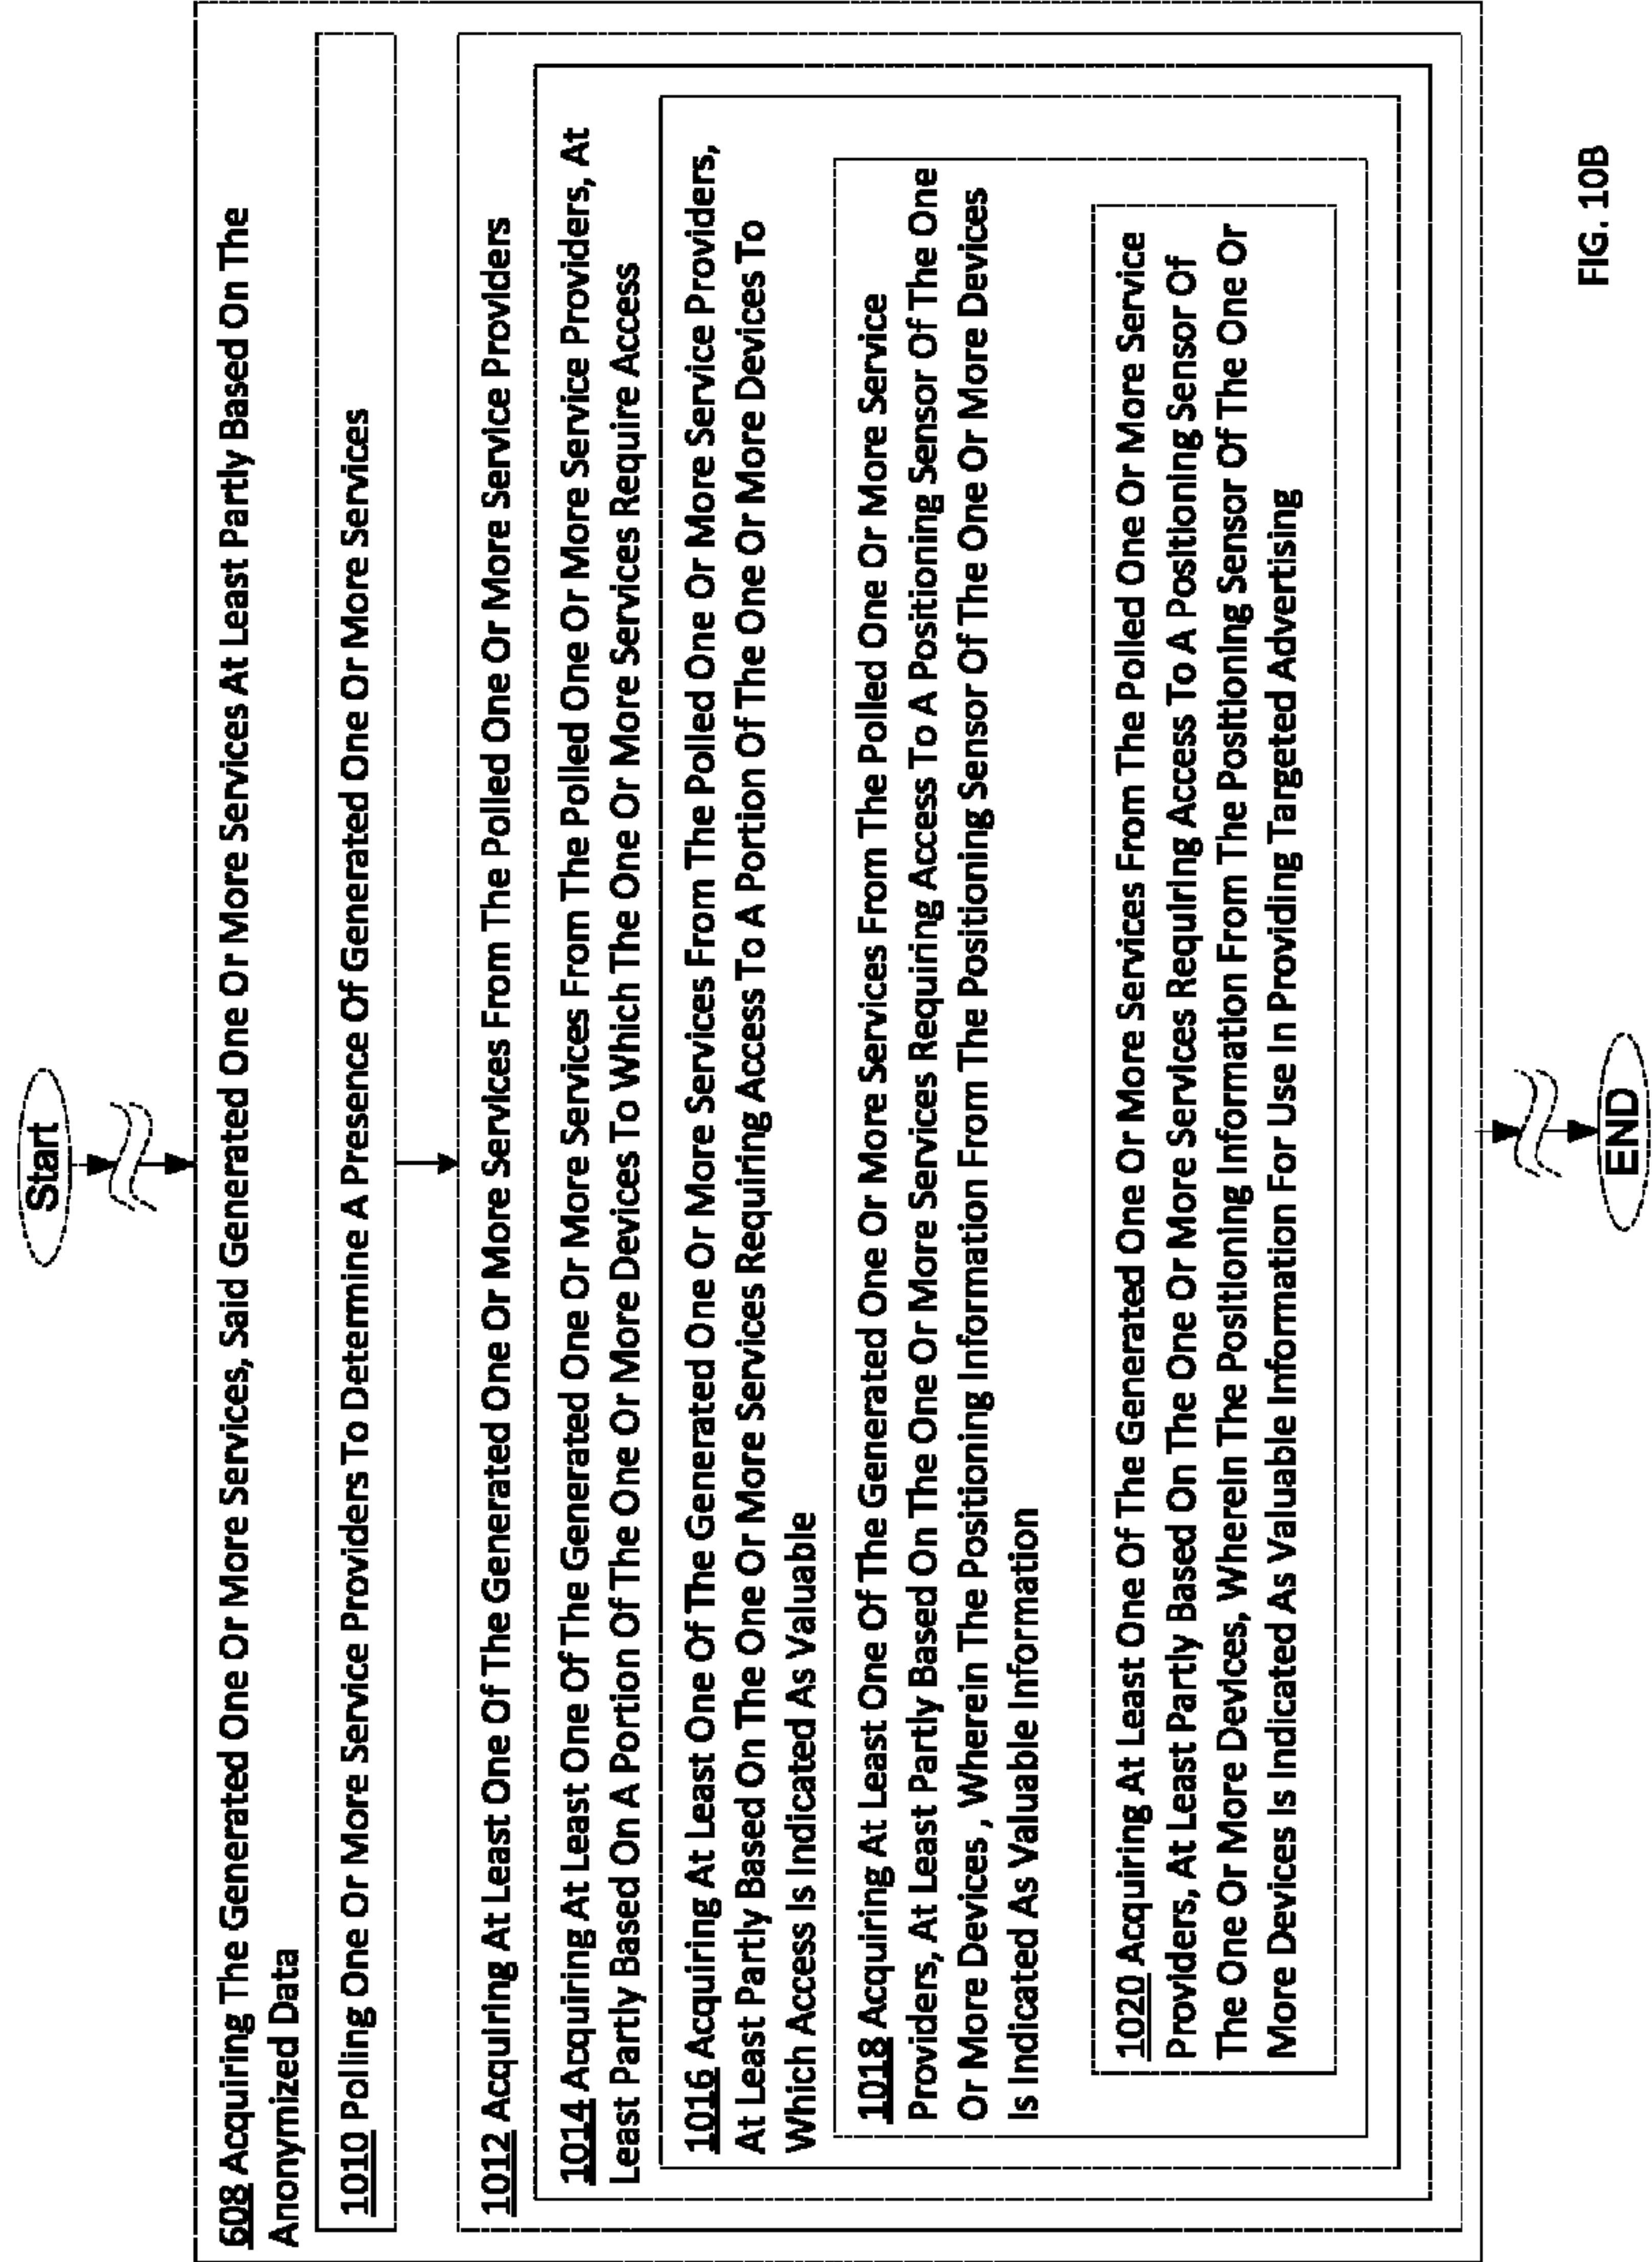 Start
608 Acquiring The Generated One Or More Services, Said Generated One Or More Services At Least Partly Based On The
Anonymized Data
1010 Polling One Or More Service Providers To Determine A Presence Of Generated One Or More Services
1012 Acquiring At Least One Of The Generated One Or More Services From The Polled One Or More Service Providers
1014 Acquiring At Least One Of The Generated One Or More Services From The Polled One Or More Service Providers, At
Least Partly Based On A Portion Of The One Or More Devices To Which The One Or More Services Require Access
1016 Acquiring At Least One Of The Generated One Or More Services From The Polled One Or More Service Providers,
At Least Partly Based On The One Or More Services Requiring Access To A Portion Of The One Or More Devices To
Which Access Is Indicated As Valuable
1018 Acquiring At Least One Of The Generated One Or More Services From The Polled One Or More Service
Providers, At Least Partly Based On The One Or More Services Requiring Access To A Positioning Sensor Of The One
Or More Devices , Wherein The Positioning Information From The Positioning Sensor Of The One Or More Devices
Is Indicated As Valuable Information
1020 Acquiring At Least One Of The Generated One Or More Services From The Polled One Or More Service
Providers, At Least Partly Based On The One Or More Services Requiring Access To A Positioning Sensor Of
The One Or More Devices, Wherein The Positioning Information From The Positioning Sensor Of The One Or
More Devices Is Indicated As Valuable Information For Use In Providing Targeted Advertising
END
FIG. 10B